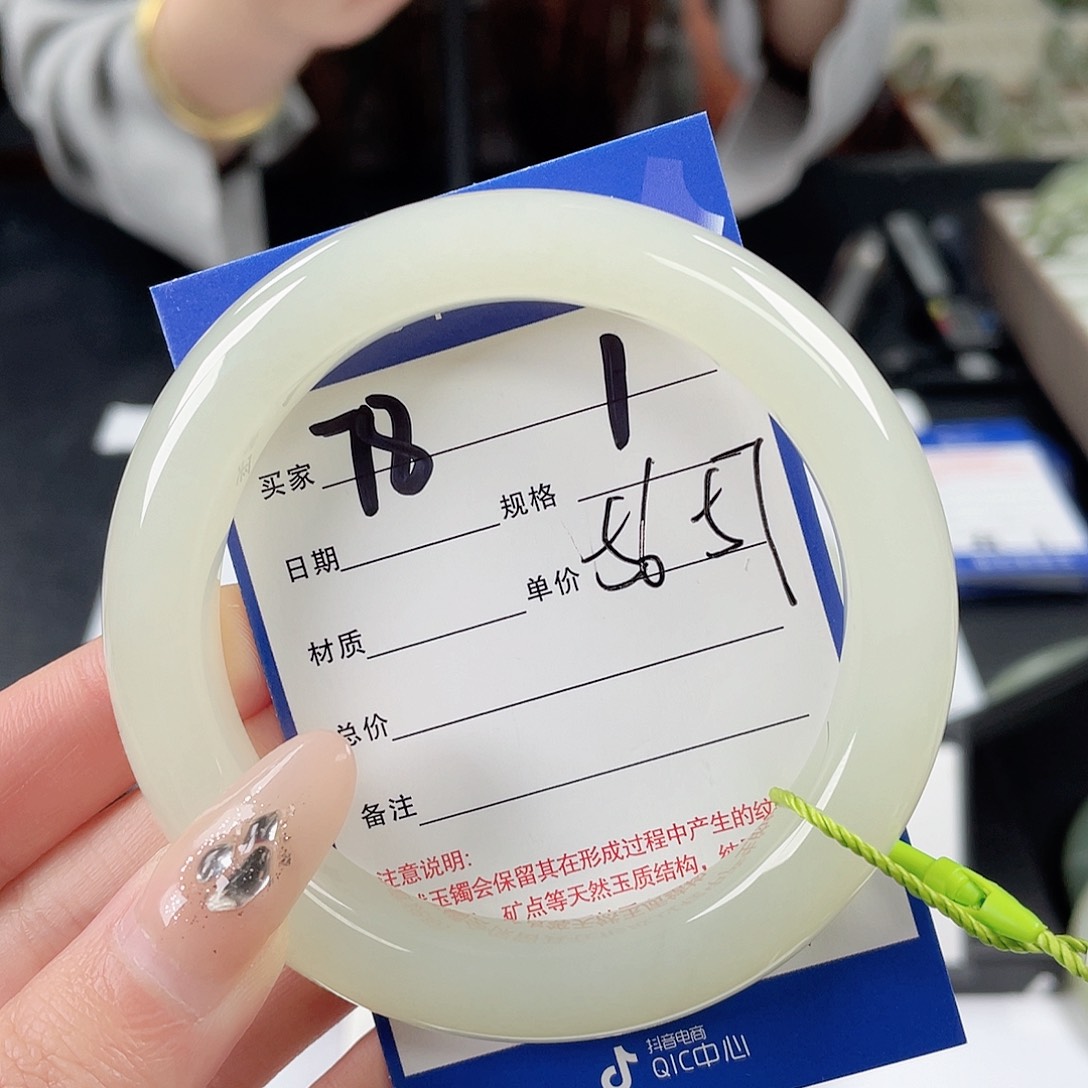 78 1
买家
规格
日期
单价
材质
总价
备注
注意说明:
玉镯会保留其在形成过程中产生的纹
矿点等天然玉质结构，
抖音电商
QIC中心